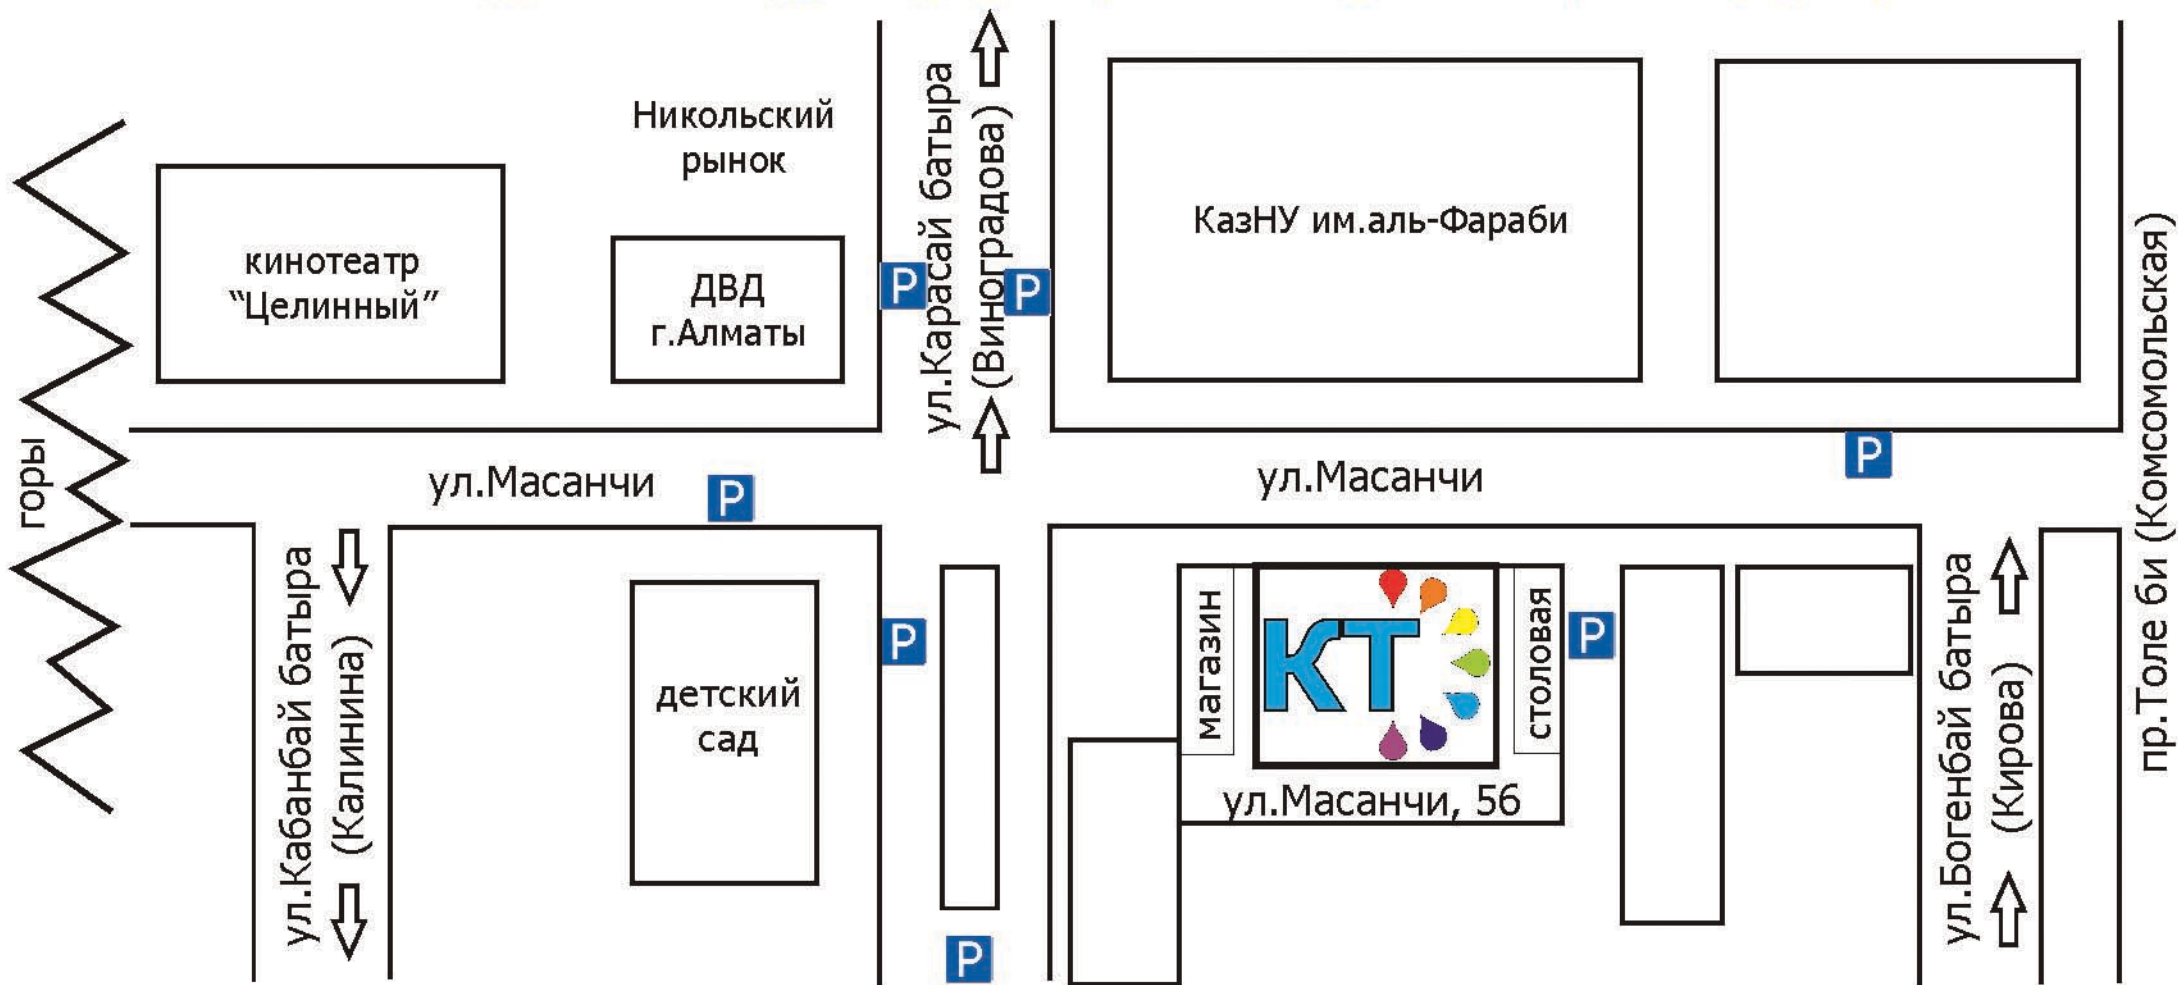 Никольский
рынок
кинотеатр
“Целинный”
ДВД
г.Алматы
P
ул.Карасай батыра
(Виноградова)
P
КазНУ им.аль-Фараби
горы
ул.Масанчи
P
ул.Масанчи
P
пр.Толе би (Комсомольская)
ул.Кабанбай батыра
(Калинина)
детский
сад
P
P
магазин
КТ
столовая
P
ул.Масанчи, 56
ул.Богенбай батыра
(Кирова)